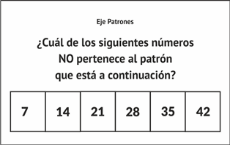 Eje Patrones
¿Cuál de los siguientes números
NO pertenece al patrón
que está a continuación?
7 14 21 28 35 42